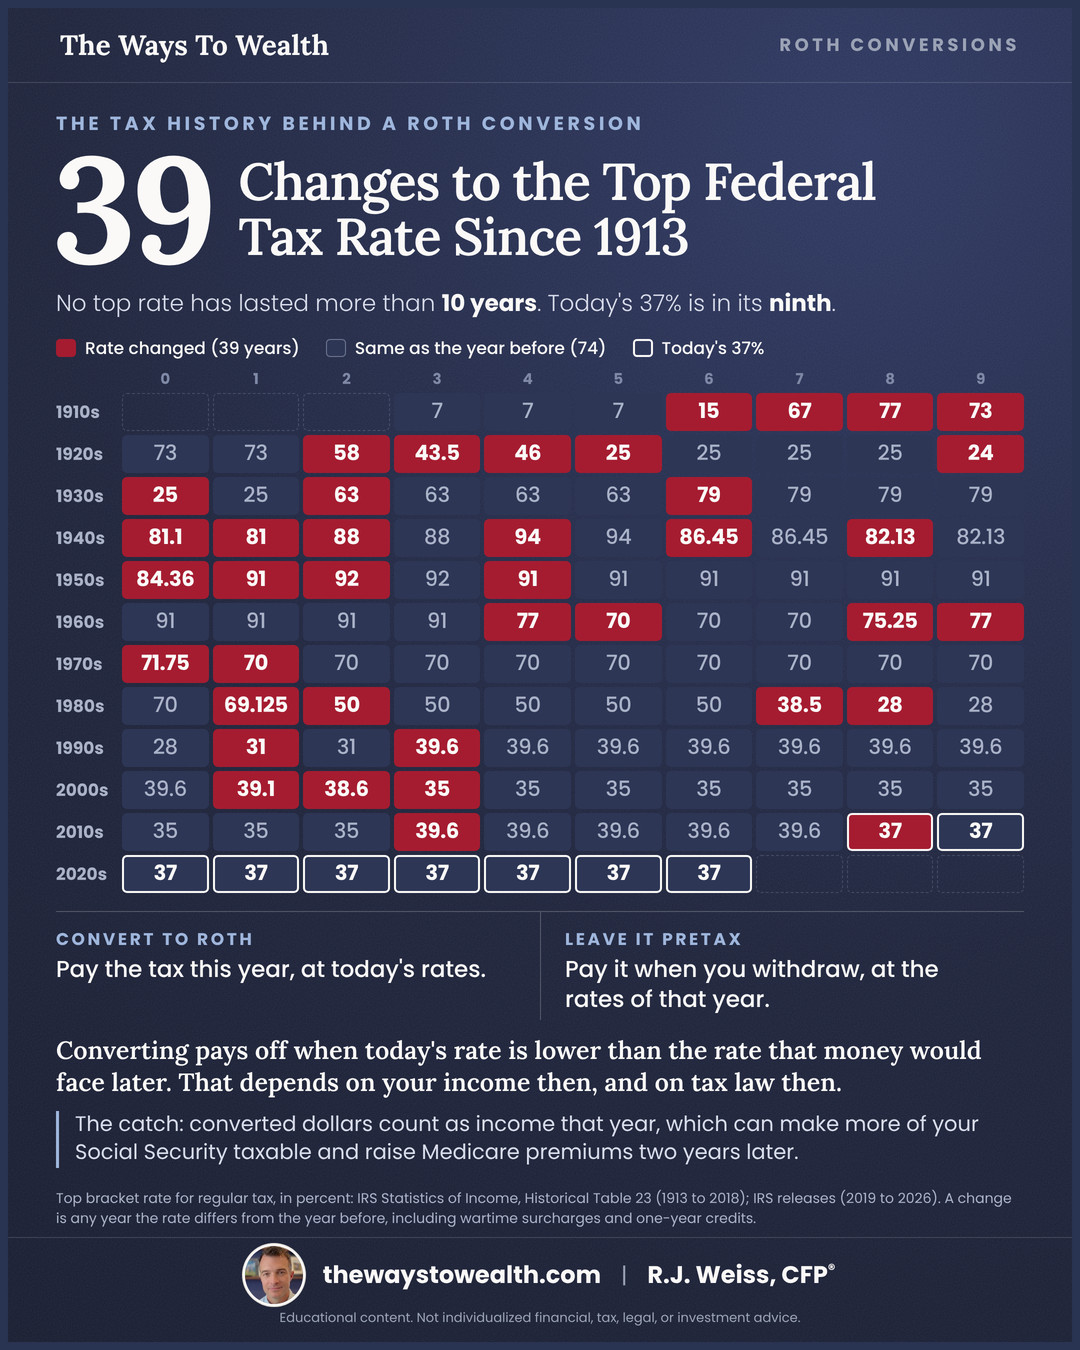 The Ways To Wealth
ROTH CONVERSIONS
THE TAX HISTORY BEHIND A ROTH CONVERSION
39
Changes to the Top Federal
Tax Rate Since 1913
No top rate has lasted more than 10 years. Today's 37% is in its ninth.
Rate changed (39 years) Same as the year before (74) Today's 37%
0 1 2 3 4 5 6 7 8 9
1910s 7 7 7 15 67 77 73
1920s 73 73 58 43.5 46 25 25 25 25 24
1930s 25 25 63 63 63 63 79 79 79 79
1940s 81.1 81 88 88 94 94 86.45 86.45 82.13 82.13
1950s 84.36 91 92 92 91 91 91 91 91 91
1960s 91 91 91 91 77 70 70 70 75.25 77
1970s 71.75 70 70 70 70 70 70 70 70 70
1980s 70 69.125 50 50 50 50 50 38.5 28 28
1990s 28 31 31 39.6 39.6 39.6 39.6 39.6 39.6 39.6
2000s 39.6 39.1 38.6 35 35 35 35 35 35 35
2010s 35 35 35 39.6 39.6 39.6 39.6 39.6 37 37
2020s 37 37 37 37 37 37 37
CONVERT TO ROTH
Pay the tax this year, at today's rates.
LEAVE IT PRETAX
Pay it when you withdraw, at the
rates of that year.
Converting pays off when today's rate is lower than the rate that money would
face later. That depends on your income then, and on tax law then.
The catch: converted dollars count as income that year, which can make more of your
Social Security taxable and raise Medicare premiums two years later.
Top bracket rate for regular tax, in percent: IRS Statistics of Income, Historical Table 23 (1913 to 2018); IRS releases (2019 to 2026). A change
is any year the rate differs from the year before, including wartime surcharges and one-year credits.
thewaystowealth.com | R.J. Weiss, CFP®
Educational content. Not individualized financial, tax, legal, or investment advice.